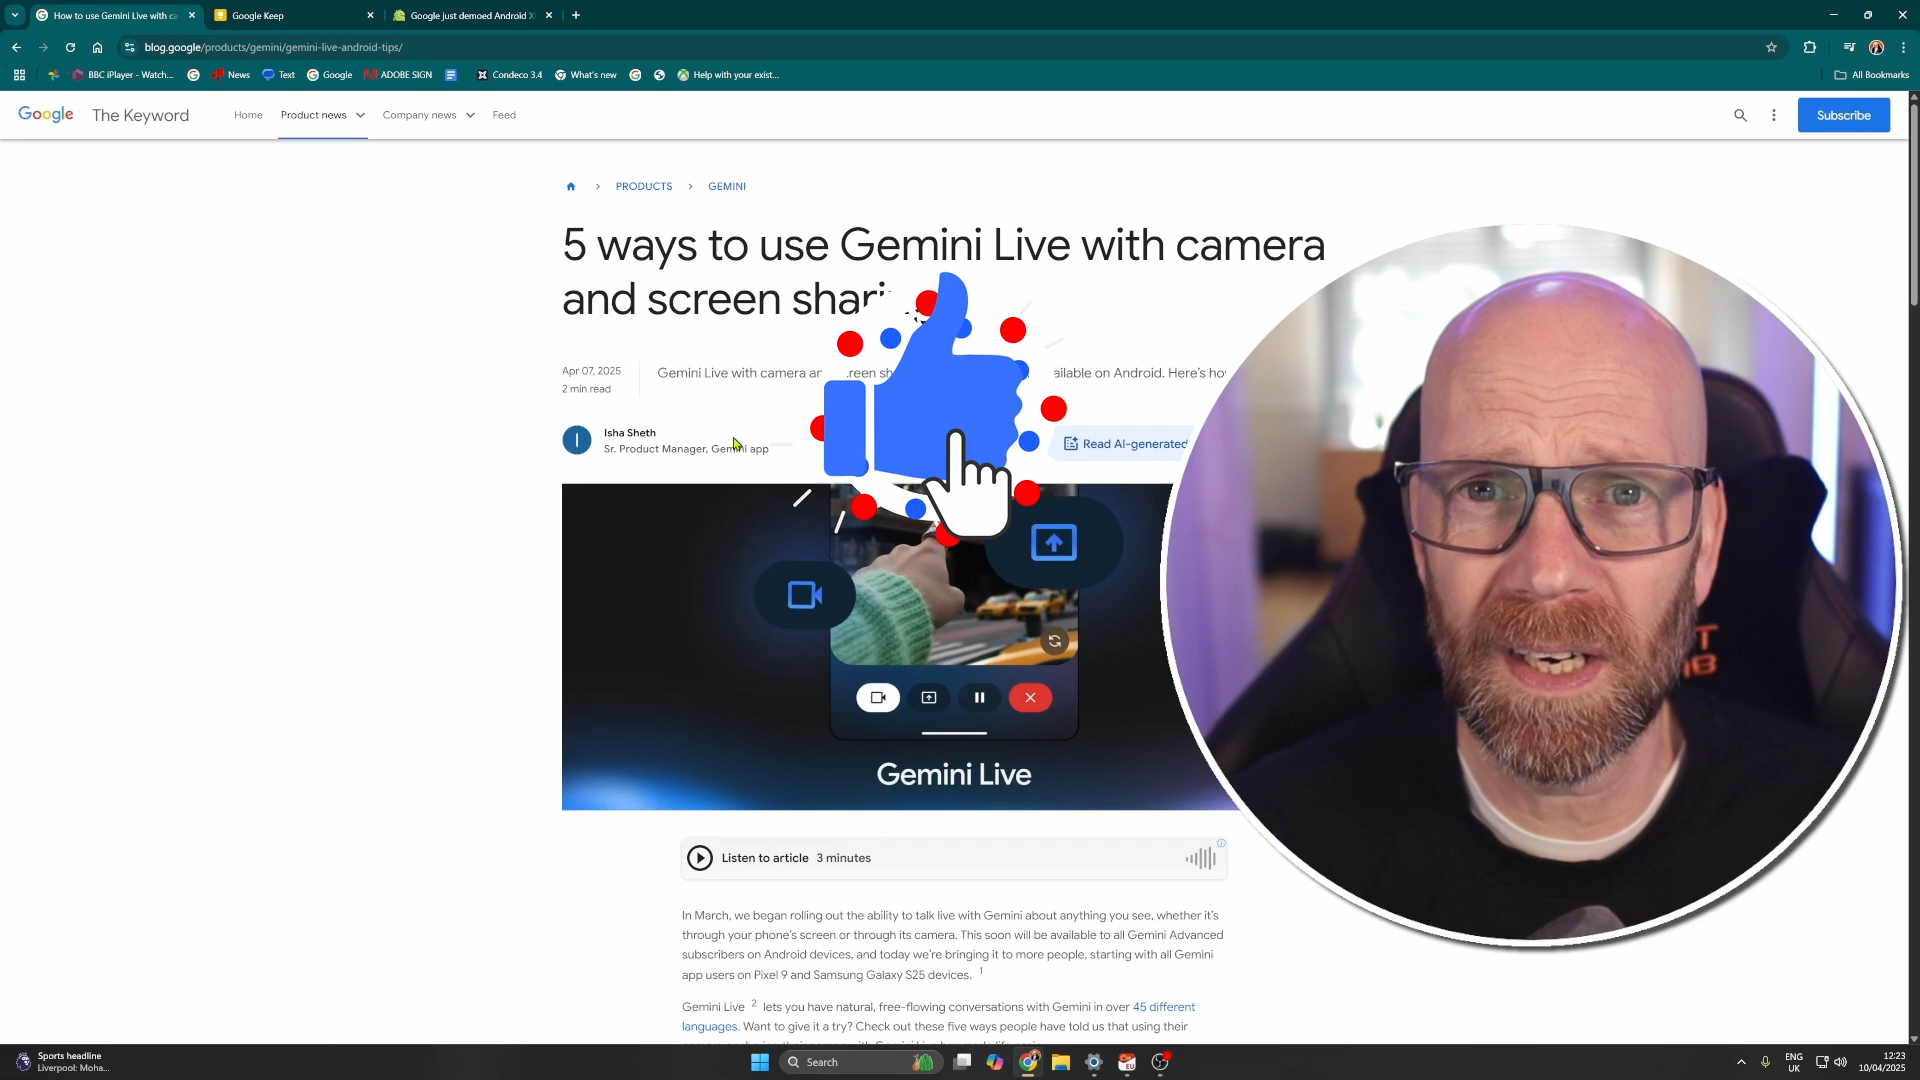 How to use Gemini Live with ca
Google Keep
Google just demoed Android X
blog.google/products/gemini/gemini-live-android-tips/
BBC iPlayer - Watch...
News
Text
Google
ADOBE SIGN
Condeco 3.4
What's new
Help with your exist...
All Bookmarks
Google The Keyword
Home
Product news
Company news
Feed
Subscribe
PRODUCTS
GEMINI
5 ways to use Gemini Live with camera
and screen shari
Apr 07, 2025
2 min read
Gemini Live with camera an reen sh ailable on Android. Here's ho
Isha Sheth
Sr. Product Manager, Gemini app
I
Read AI-generated
Gemini Live
Listen to article 3 minutes
In March, we began rolling out the ability to talk live with Gemini about anything you see, whether it's
through your phone's screen or through its camera. This soon will be available to all Gemini Advanced
subscribers on Android devices, and today we're bringing it to more people, starting with all Gemini
app users on Pixel 9 and Samsung Galaxy S25 devices. 1
Gemini Live 2 lets you have natural, free-flowing conversations with Gemini in over 45 different
languages. Want to give it a try? Check out these five ways people have told us that using their
Sports headline
Liverpool: Moha...
Search
EU
ENG
UK
12:23
10/04/2025